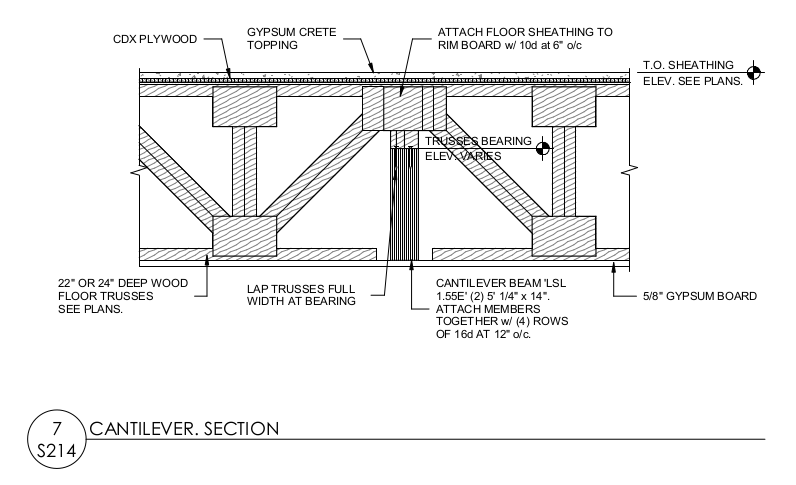 CDX PLYWOOD
GYPSUM CRETE
TOPPING
ATTACH FLOOR SHEATHING TO
RIM BOARD w/ 10d at 6" o/c
T.O. SHEATHING
ELEV. SEE PLANS.
TRUSSES BEARING
ELEV. VARIES
22" OR 24" DEEP WOOD
FLOOR TRUSSES
SEE PLANS.
LAP TRUSSES FULL
WIDTH AT BEARING
CANTILEVER BEAM 'LSL
1.55E' (2) 5' 1/4" x 14".
ATTACH MEMBERS
TOGETHER w/ (4) ROWS
OF 16d AT 12" o/c.
5/8" GYPSUM BOARD
7
S214
CANTILEVER. SECTION